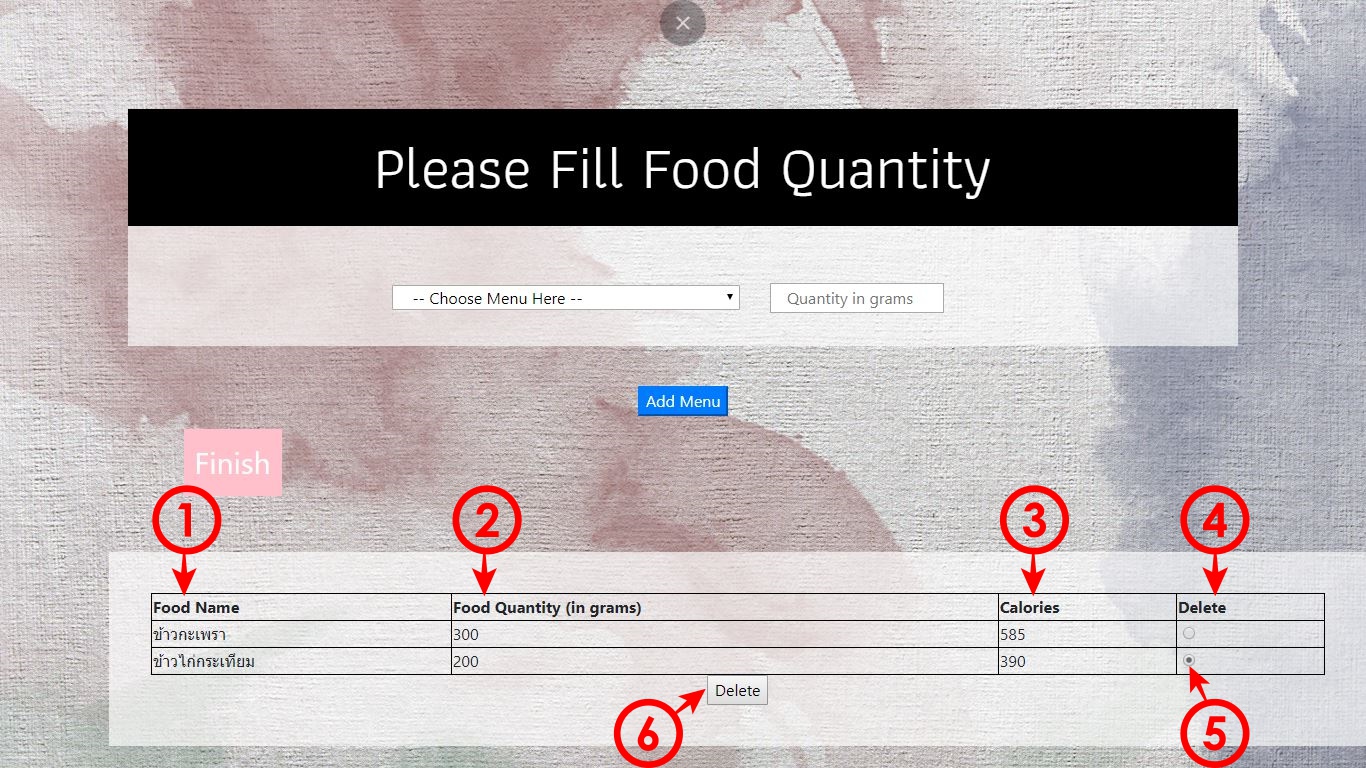 Please Fill Food Quantity
-- Choose Menu Here --
Quantity in grams
Add Menu
Finish
1 2 3 4
Food Name Food Quantity (in grams) Calories Delete
ข้าวกะเพรา 300 585
ข้าวไก่กระเทียม 200 390
Delete
6 5